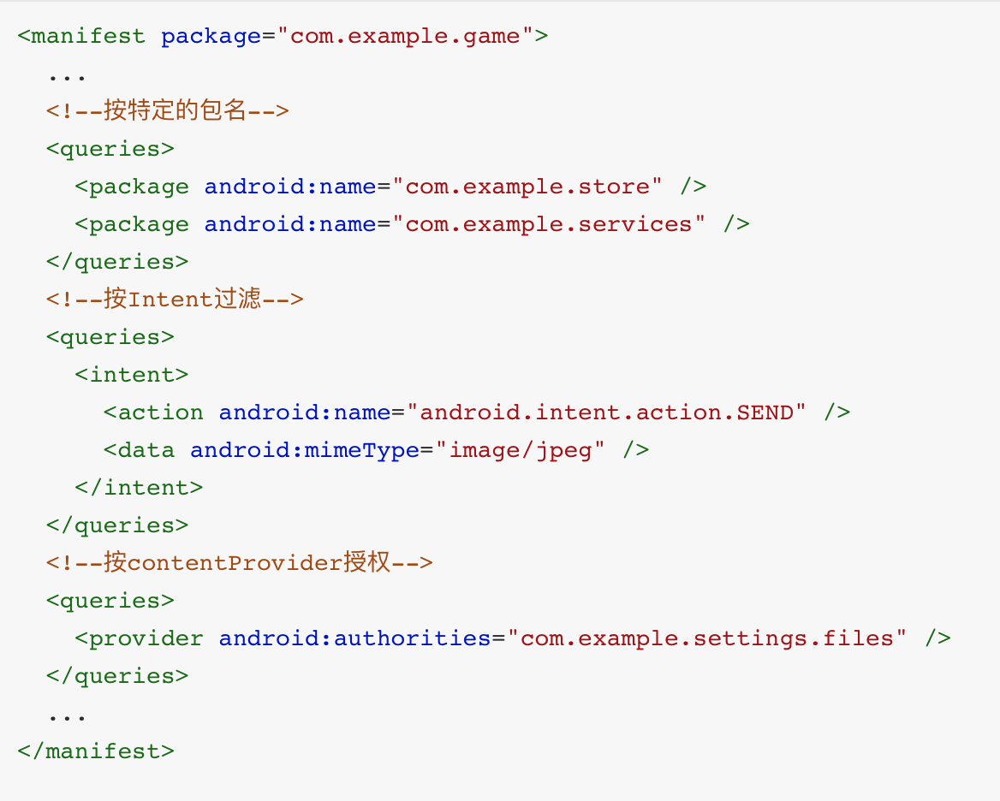 <manifest package="com.example.game">
  ...
  <!--按特定的包名-->
  <queries>
    <package android:name="com.example.store" />
    <package android:name="com.example.services" />
  </queries>
  <!--按Intent过滤-->
  <queries>
    <intent>
      <action android:name="android.intent.action.SEND" />
      <data android:mimeType="image/jpeg" />
    </intent>
  </queries>
  <!--按contentProvider授权-->
  <queries>
    <provider android:authorities="com.example.settings.files" />
  </queries>
  ...
</manifest>